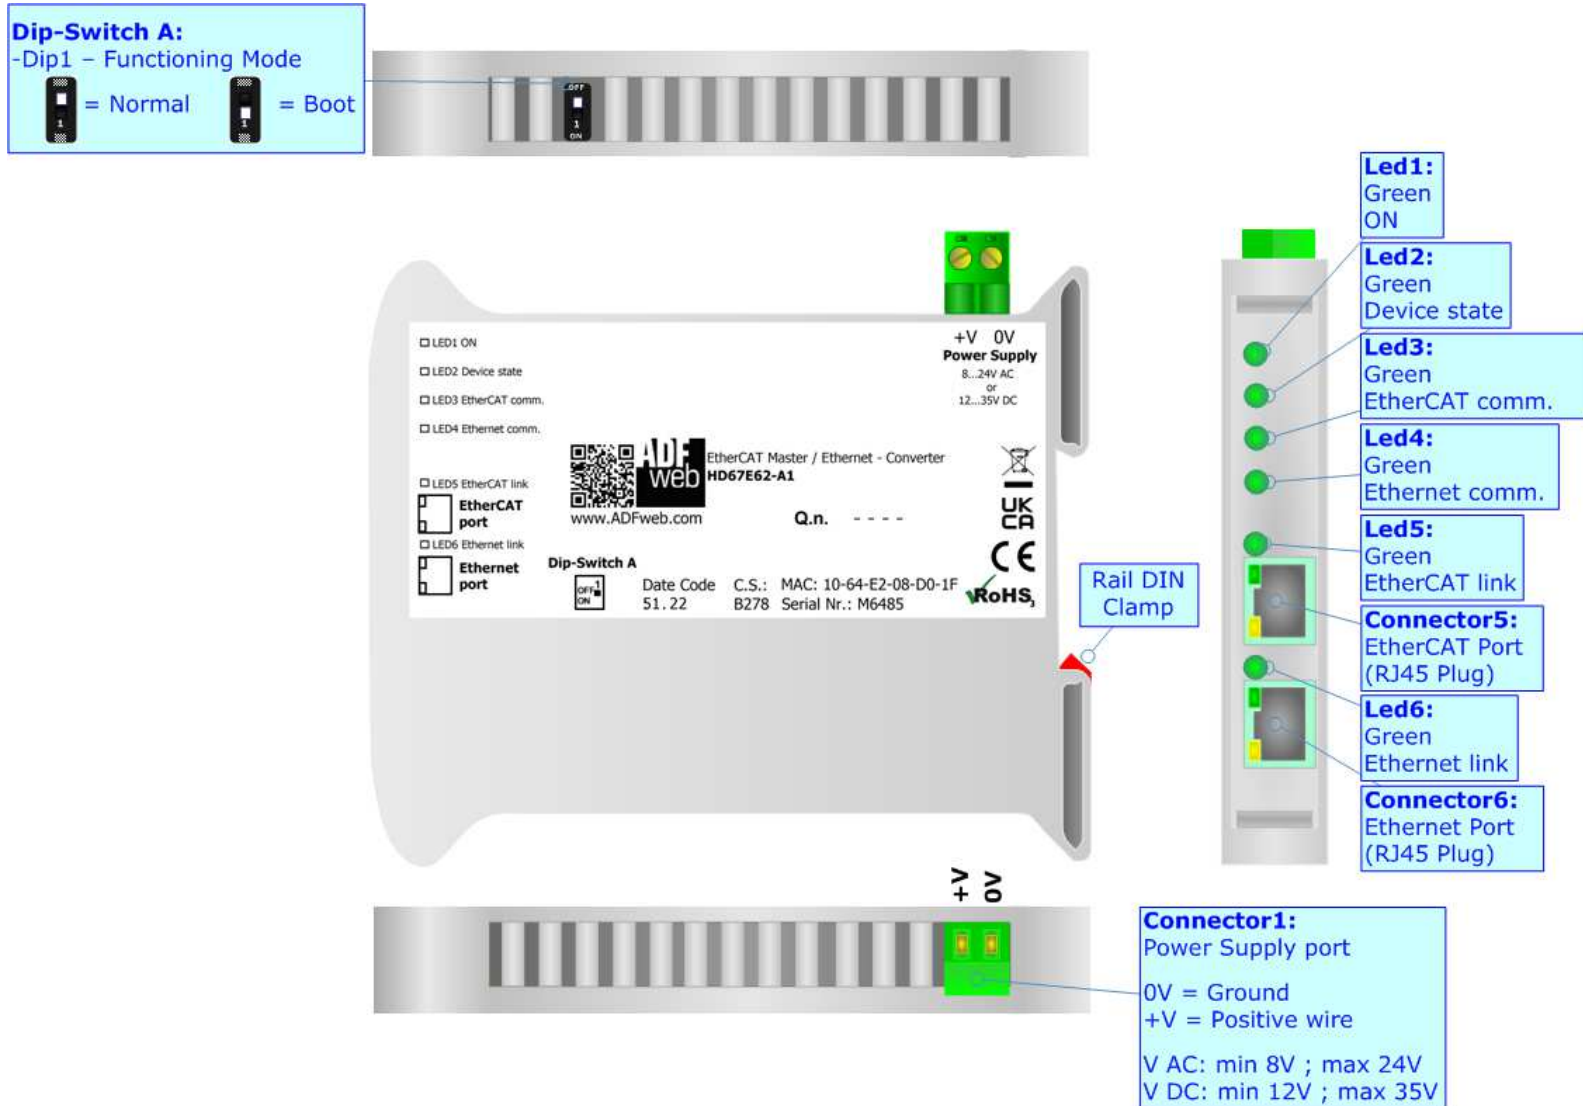 Dip-Switch A:
-Dip1 – Functioning Mode
1
= Normal
1
= Boot
OFF
1
ON
Led1:
Green
ON
Led2:
Green
Device state
Led3:
Green
EtherCAT comm.
Led4:
Green
Ethernet comm.
Led5:
Green
EtherCAT link
Connector5:
EtherCAT Port
(RJ45 Plug)
Led6:
Green
Ethernet link
Connector6:
Ethernet Port
(RJ45 Plug)
LED1 ON
LED2 Device state
LED3 EtherCAT comm.
LED4 Ethernet comm.
LED5 EtherCAT link
EtherCAT
port
LED6 Ethernet link
Ethernet
port
+V 0V
Power Supply
8...24V AC
or
12...35V DC
ADF
web
EtherCAT Master / Ethernet - Converter
HD67E62-A1
www.ADFweb.com
Q.n. - - - -
UK
CA
CE
RoHS3
Dip-Switch A
OFF 1
ON
Date Code
51.22
C.S.:
B278
MAC: 10-64-E2-08-D0-1F
Serial Nr.: M6485
Rail DIN
Clamp
+V
0V
Connector1:
Power Supply port
0V = Ground
+V = Positive wire
V AC: min 8V ; max 24V
V DC: min 12V ; max 35V